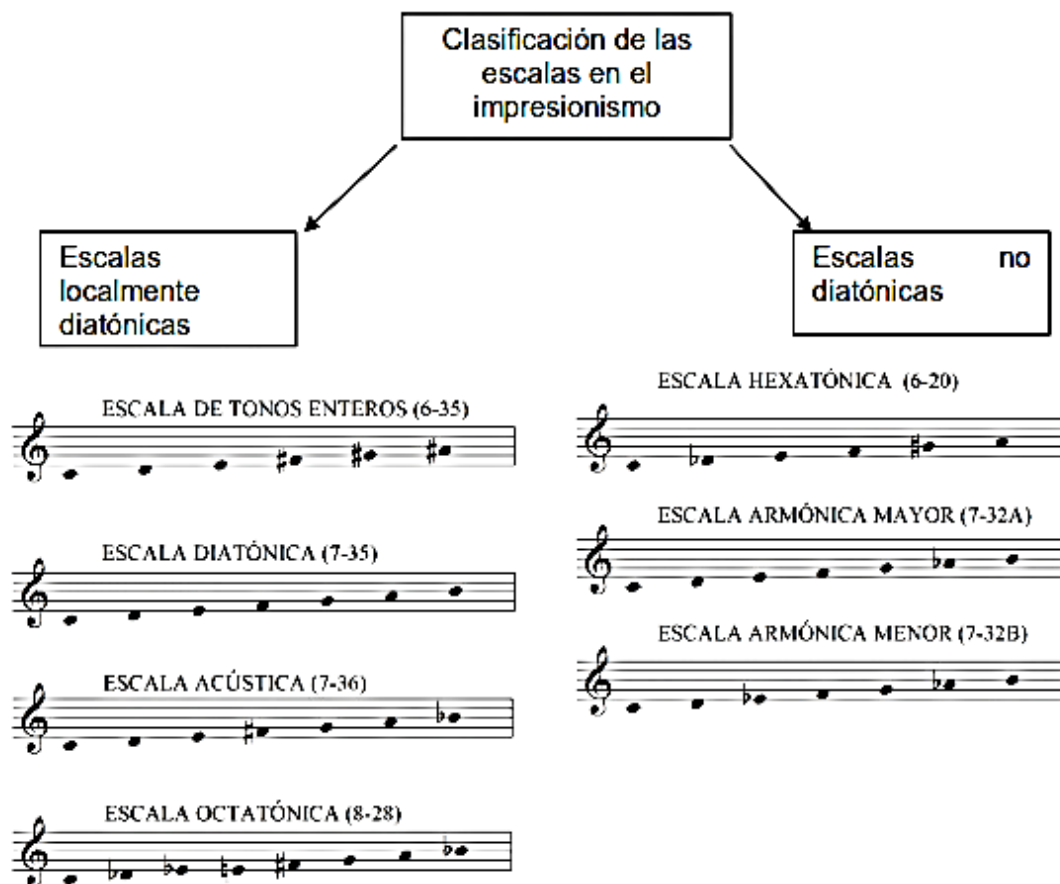 Clasificación de las
escalas en el
impresionismo
Escalas
localmente
diatónicas
Escalas no
diatónicas
ESCALA DE TONOS ENTEROS (6-35)
ESCALA DIATÓNICA (7-35)
ESCALA ACÚSTICA (7-36)
ESCALA OCTATÓNICA (8-28)
ESCALA HEXATÓNICA (6-20)
ESCALA ARMÓNICA MAYOR (7-32A)
ESCALA ARMÓNICA MENOR (7-32B)